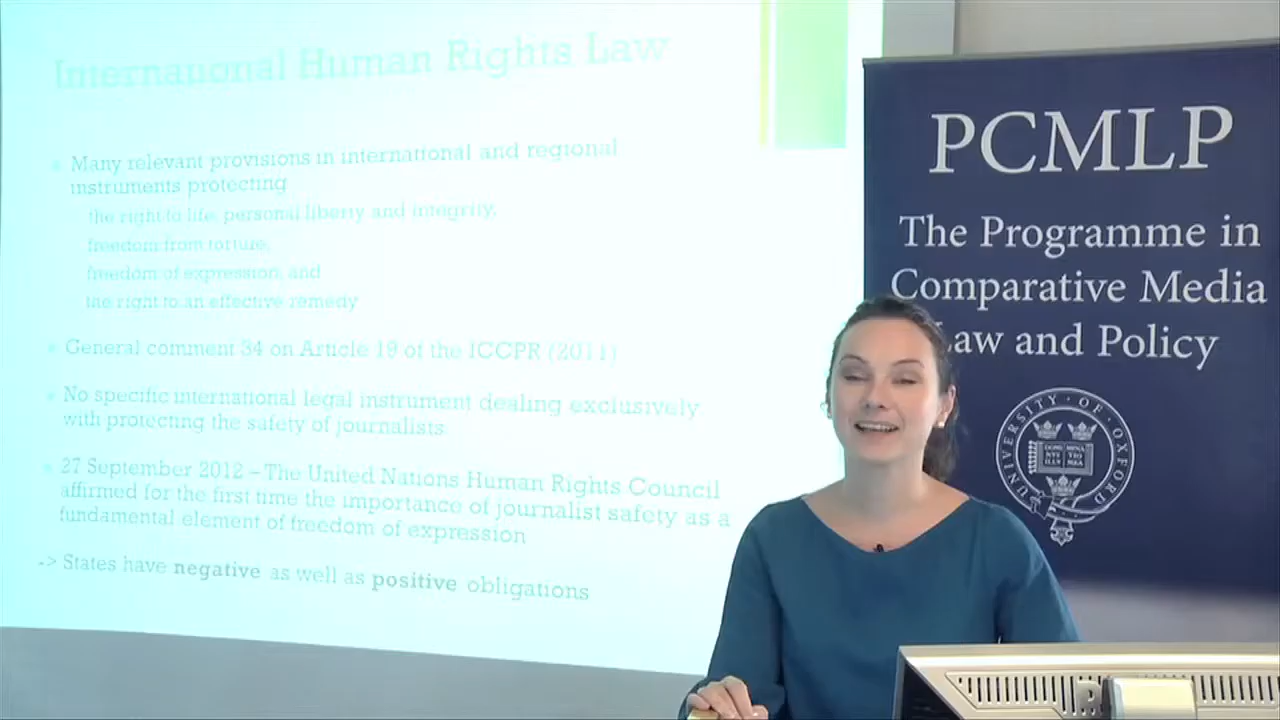 International Human Rights Law
Many relevant provisions in international and regional
instruments protecting
the right to life, personal liberty and integrity,
freedom from torture,
freedom of expression, and
the right to an effective remedy
General comment 34 on Article 19 of the ICCPR (2011)
No specific international legal instrument dealing exclusively
with protecting the safety of journalists.
27 September 2012 – The United Nations Human Rights Council
affirmed for the first time the importance of journalist safety as a
fundamental element of freedom of expression
-> States have negative as well as positive obligations
PCMLP
The Programme in
Comparative Media
Law and Policy
UNIVERSITY · OF · OXFORD